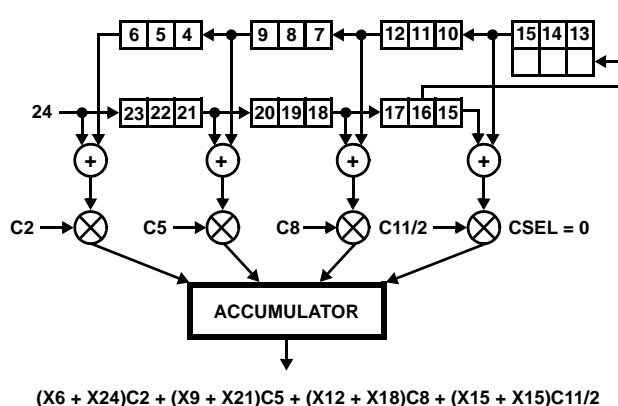 6 5 4 9 8 7 12 11 10 15 14 13
24 23 22 21 20 19 18 17 16 15
+ + + +
C2 C5 C8 C11/2 CSEL = 0
ACCUMULATOR
(X6 + X24)C2 + (X9 + X21)C5 + (X12 + X18)C8 + (X15 + X15)C11/2